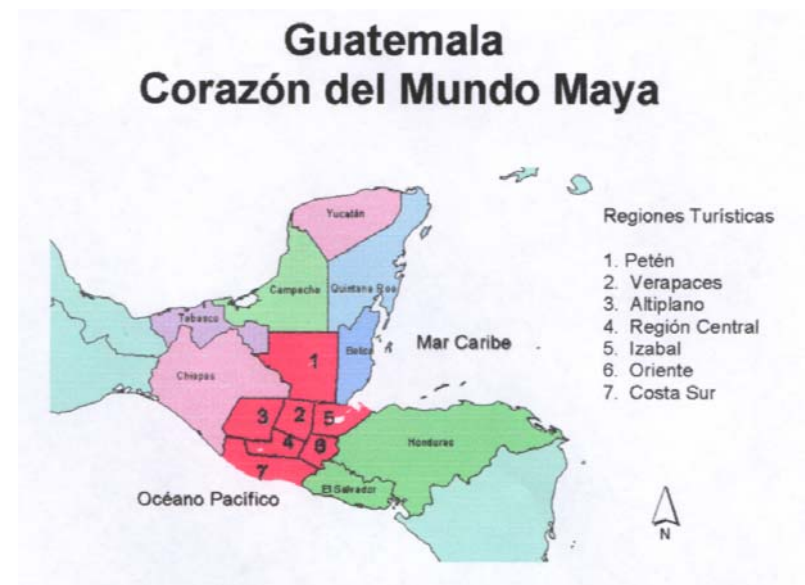 Guatemala
Corazón del Mundo Maya
Yucatán
Regiones Turísticas
1. Petén
2. Verapaces
3. Altiplano
4. Región Central
5. Izabal
6. Oriente
7. Costa Sur
Campeche
Quintana Roo
Tabasco
Belice
Mar Caribe
1
Chiapas
3
2
5
4
6
Honduras
7
El Salvador
Océano Pacífico
N